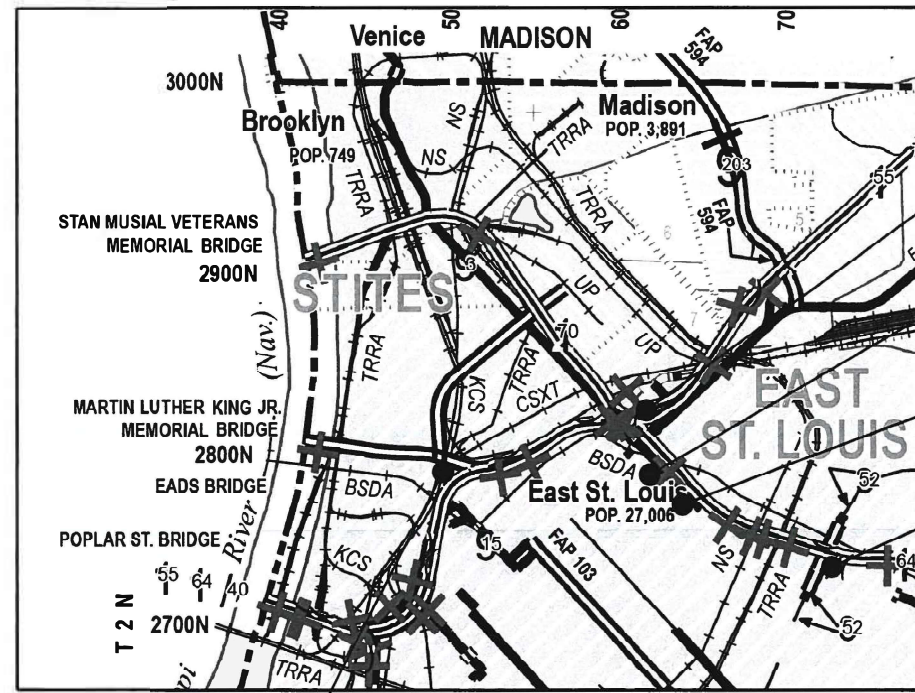 40
50
60
70
Venice
MADISON
FAP
594
3000N
Madison
POP. 3,891
Brooklyn
POP. 749
NS
TRRA
NS
TRRA
TRRA
203
55
FAP
594
STAN MUSIAL VETERANS
MEMORIAL BRIDGE
2900N
STITES
3
6
5
UP
7
70
UP
(Nav.)
TRRA
TRRA
KCS
CSXT
EAST
ST. LOUIS
MARTIN LUTHER KING JR.
MEMORIAL BRIDGE
2800N
EADS BRIDGE
BSDA
BSDA
East St. Louis
POP. 27,006
52
POPLAR ST. BRIDGE
River
KCS
15
FAP 103
NS
TRRA
64
55
64
40
52
T 2 N
2700N
TRRA
pi